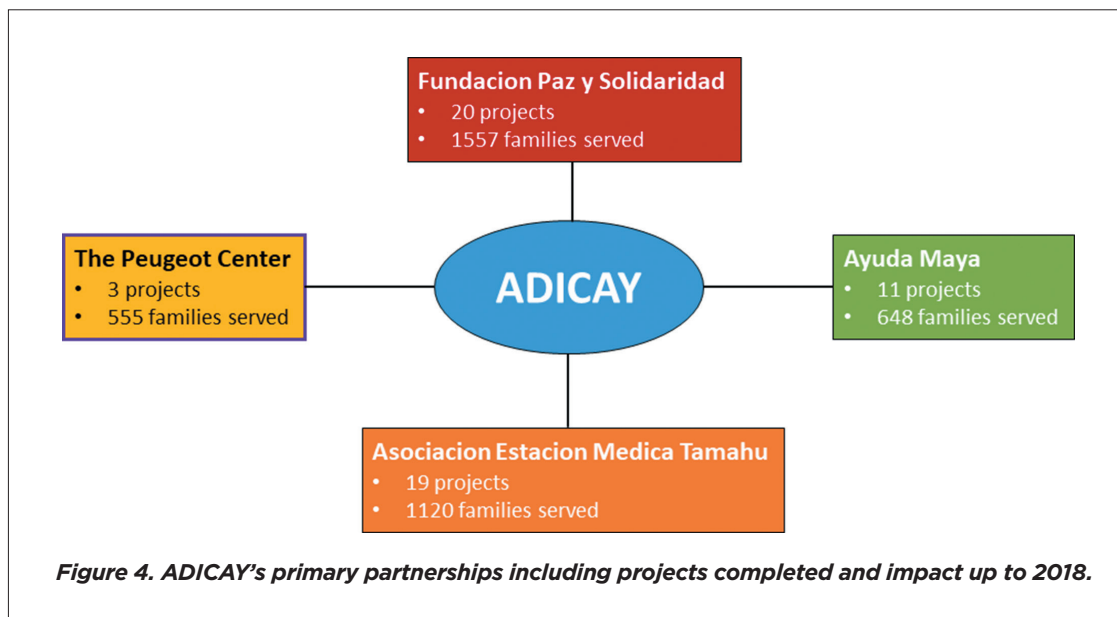 Fundacion Paz y Solidaridad
• 20 projects
• 1557 families served
The Peugeot Center
• 3 projects
• 555 families served
ADICAY
Ayuda Maya
• 11 projects
• 648 families served
Asociacion Estacion Medica Tamahu
• 19 projects
• 1120 families served
Figure 4. ADICAY’s primary partnerships including projects completed and impact up to 2018.